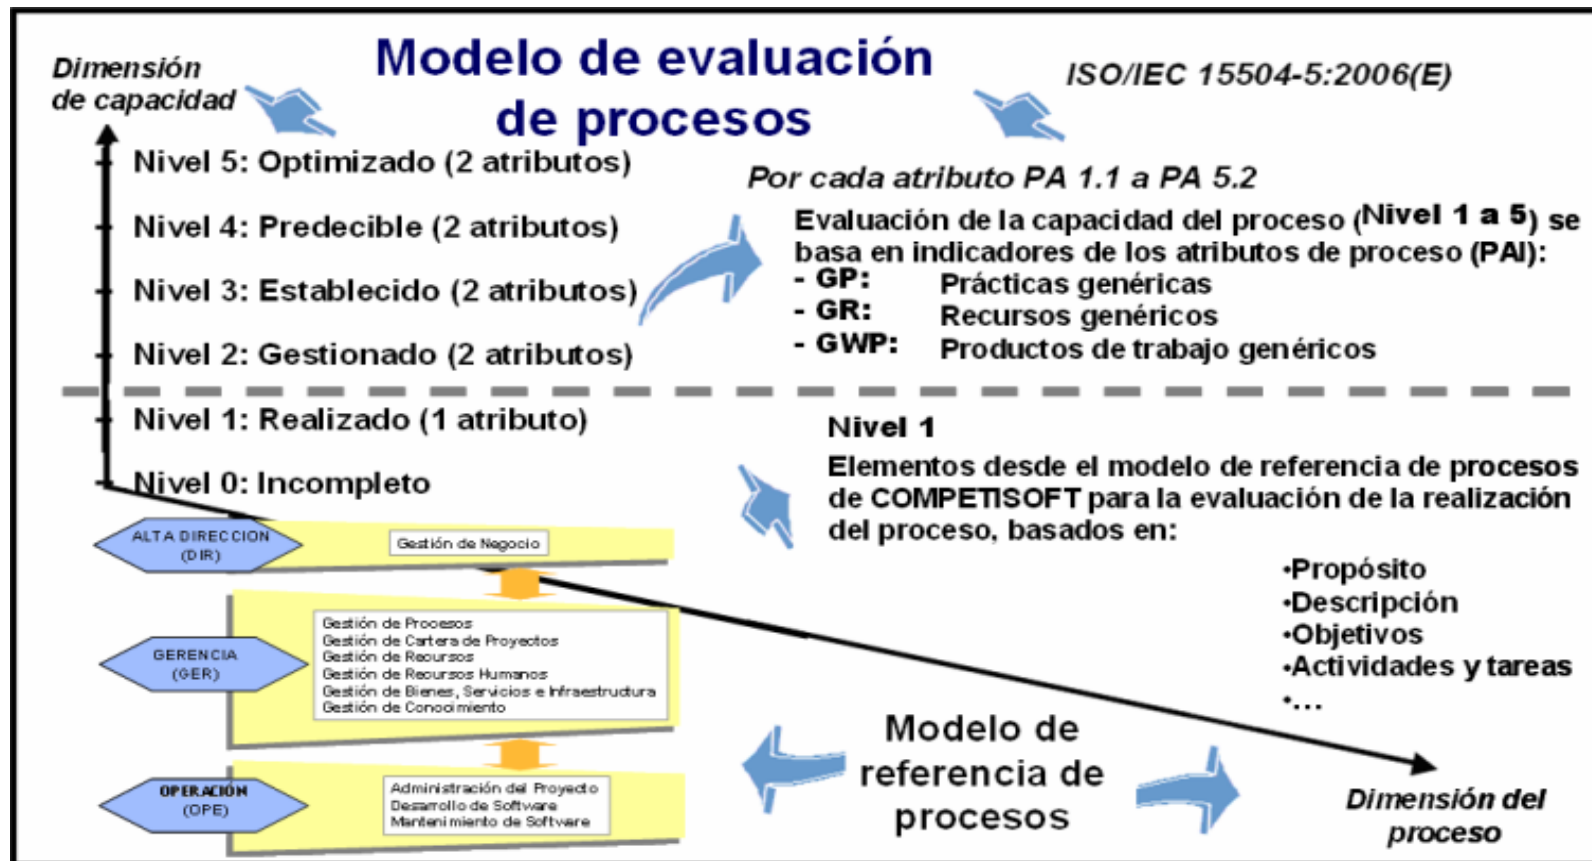 Modelo de evaluación
de procesos
Dimensión
de capacidad
ISO/IEC 15504-5:2006(E)
Nivel 5: Optimizado (2 atributos)
Nivel 4: Predecible (2 atributos)
Nivel 3: Establecido (2 atributos)
Nivel 2: Gestionado (2 atributos)
Nivel 1: Realizado (1 atributo)
Nivel 0: Incompleto
Por cada atributo PA 1.1 a PA 5.2
Evaluación de la capacidad del proceso (Nivel 1 a 5) se
basa en indicadores de los atributos de proceso (PAI):
- GP: Prácticas genéricas
- GR: Recursos genéricos
- GWP: Productos de trabajo genéricos
Nivel 1
Elementos desde el modelo de referencia de procesos
de COMPETISOFT para la evaluación de la realización
del proceso, basados en:
•Propósito
•Descripción
•Objetivos
•Actividades y tareas
•...
ALTA DIRECCION
(DIR)
Gestión de Negocio
GERENCIA
(GER)
Gestión de Procesos
Gestión de Cartera de Proyectos
Gestión de Recursos
Gestión de Recursos Humanos
Gestión de Bienes, Servicios e Infraestructura
Gestión de Conocimiento
OPERACIÓN
(OPE)
Administración del Proyecto
Desarrollo de Software
Mantenimiento de Software
Modelo de
referencia de
procesos
Dimensión del
proceso